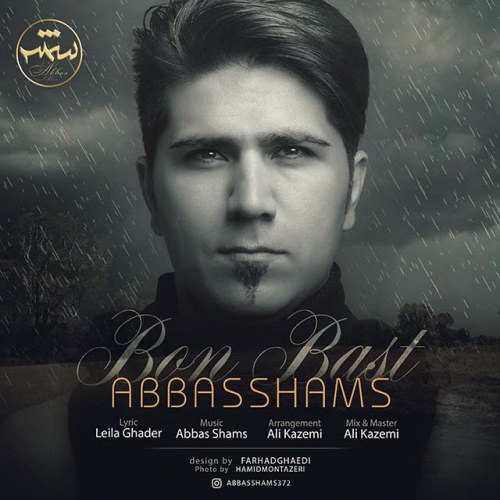 شمس
Bon Bast
ABBASSHAMS
Lyric Music Arrangement Mix & Master
Leila Ghader Abbas Shams Ali Kazemi Ali Kazemi
design by FARHADGHAEDI
Photo by HAMIDMONTAZERI
ABBASSHAMS372